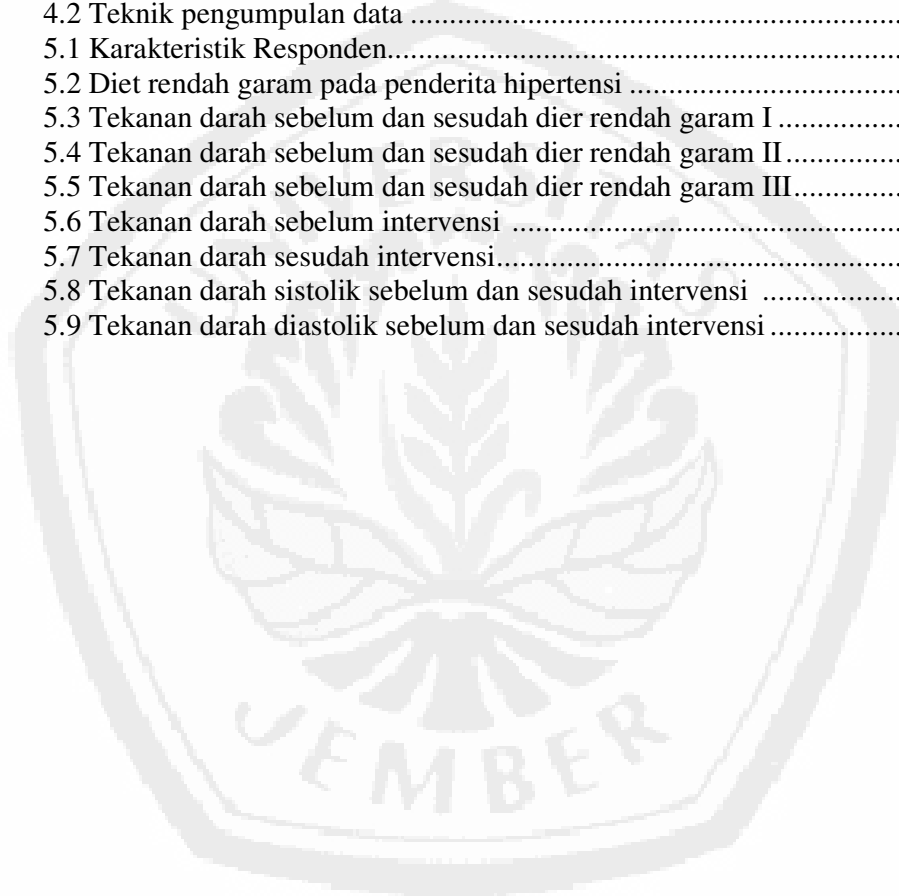 4.2 Teknik pengumpulan data ......................................................................
5.1 Karakteristik Responden.........................................................................
5.2 Diet rendah garam pada penderita hipertensi ........................................
5.3 Tekanan darah sebelum dan sesudah dier rendah garam I ..................
5.4 Tekanan darah sebelum dan sesudah dier rendah garam II.................
5.5 Tekanan darah sebelum dan sesudah dier rendah garam III................
5.6 Tekanan darah sebelum intervensi ........................................................
5.7 Tekanan darah sesudah intervensi..........................................................
5.8 Tekanan darah sistolik sebelum dan sesudah intervensi ....................
5.9 Tekanan darah diastolik sebelum dan sesudah intervensi ...................
UNIVERSITAS
JEMBER